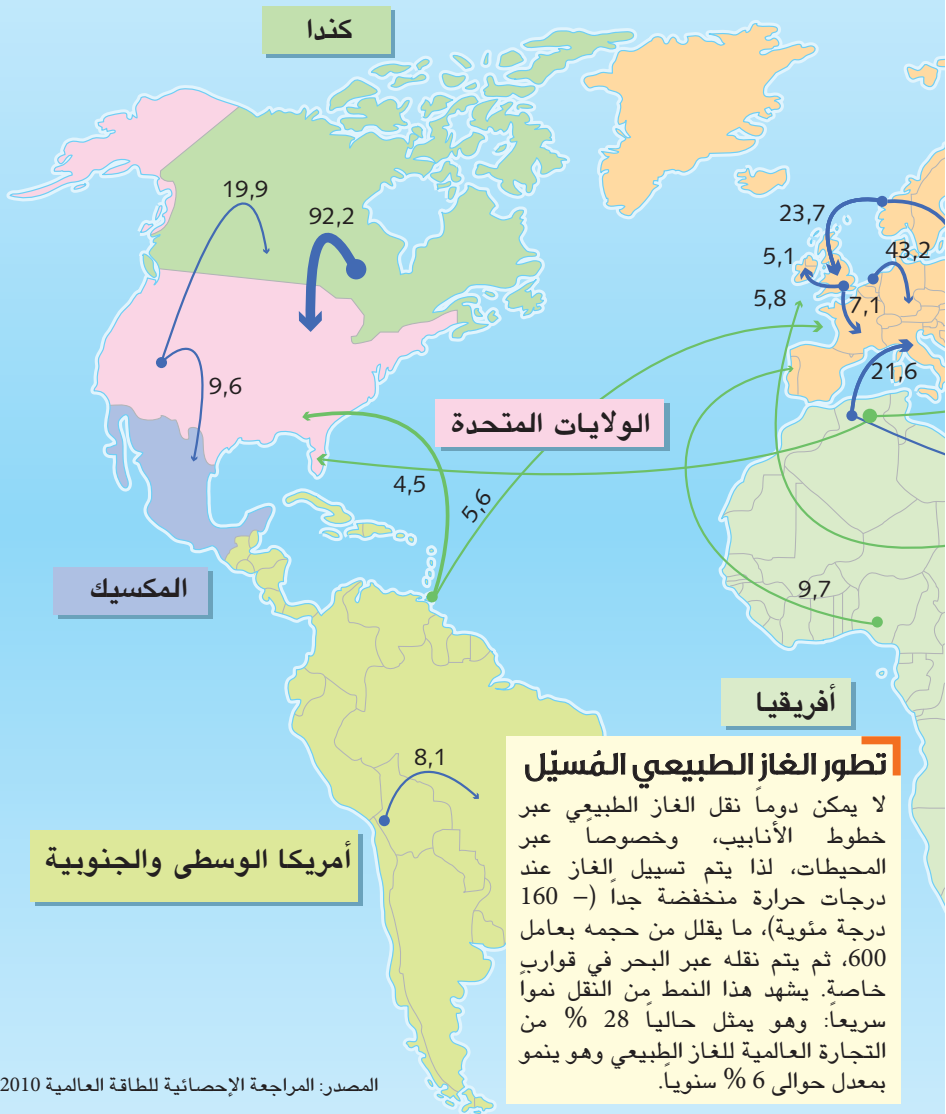 كندا
19,9
92,2
23,7
5,1
43,2
5,8
7,1
21,6
9,6
الولايات المتحدة
4,5
5,6
المكسيك
9,7
أفريقيا
8,1
أمريكا الوسطى والجنوبية
تطور الغاز الطبيعي المُسيّل
لا يمكن دوماً نقل الغاز الطبيعي عبر
خطوط الأنابيب، وخصوصاً عبر
المحيطات، لذا يتم تسييل الغاز عند
درجات حرارة منخفضة جداً (– 160
درجة مئوية)، ما يقلل من حجمه بعامل
600، ثم يتم نقله عبر البحر في قوارب
خاصة. يشهد هذا النمط من النقل نمواً
سريعاً: وهو يمثل حالياً 28 % من
التجارة العالمية للغاز الطبيعي وهو ينمو
بمعدل حوالى 6 % سنوياً.
المصدر: المراجعة الإحصائية للطاقة العالمية 2010